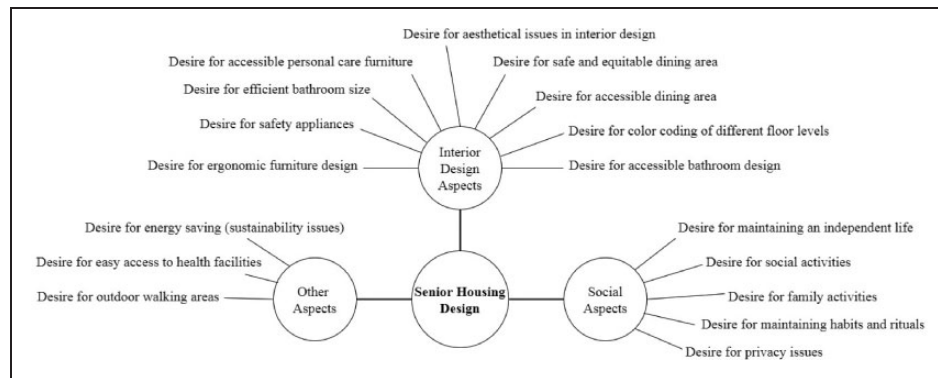 Desire for aesthetical issues in interior design
Desire for accessible personal care furniture
Desire for safe and equitable dining area
Desire for efficient bathroom size
Desire for accessible dining area
Desire for safety appliances
Desire for color coding of different floor levels
Desire for ergonomic furniture design
Interior
Design
Aspects
Desire for accessible bathroom design
Desire for energy saving (sustainability issues)
Desire for easy access to health facilities
Desire for outdoor walking areas
Other
Aspects
Senior Housing
Design
Social
Aspects
Desire for maintaining an independent life
Desire for social activities
Desire for family activities
Desire for maintaining habits and rituals
Desire for privacy issues